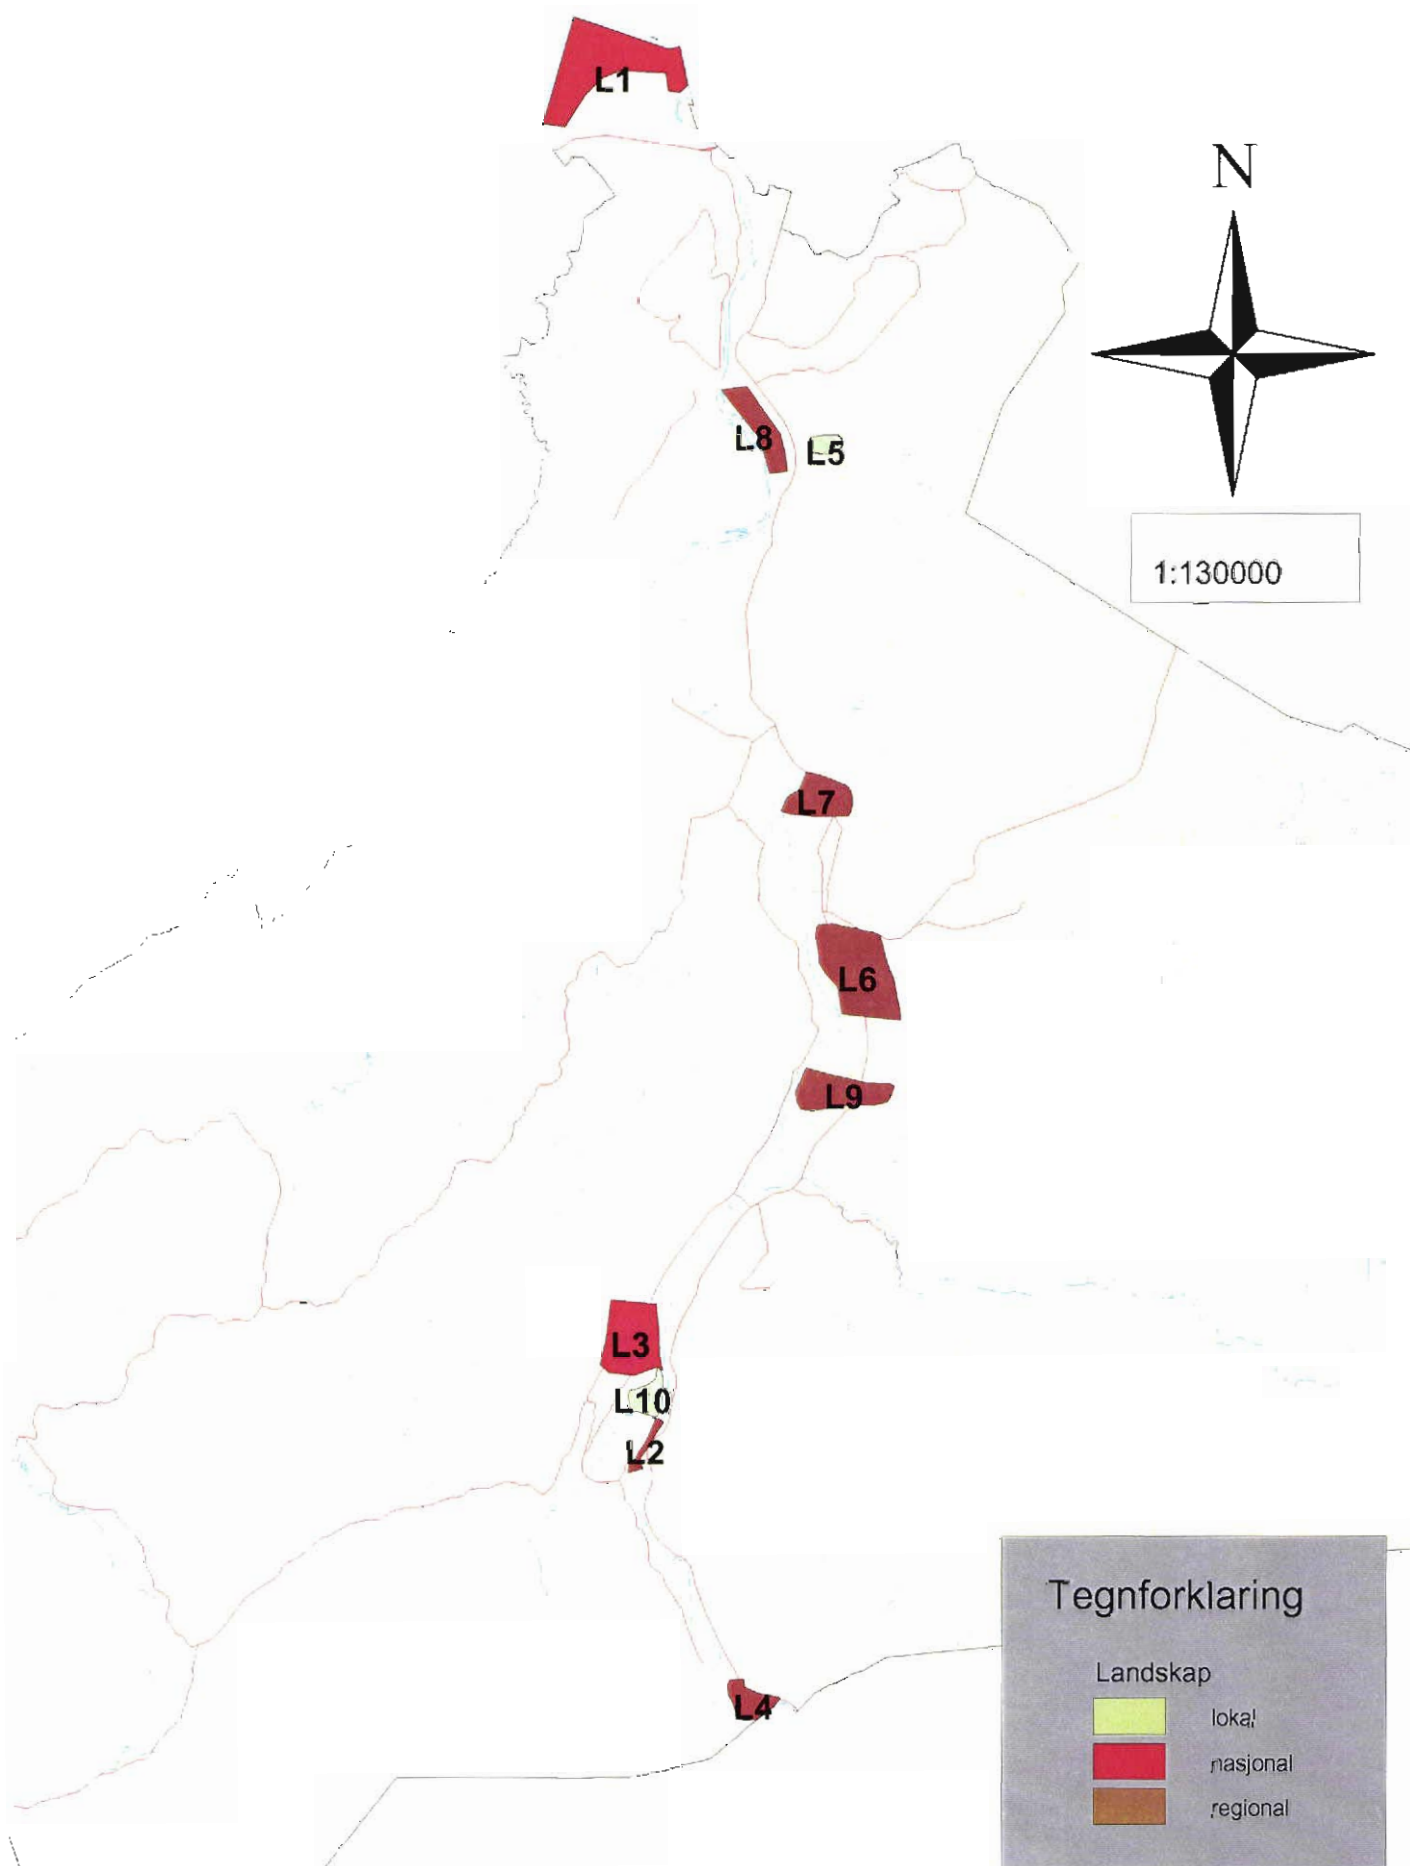 L1
N
L8
L5
1:130000
L7
L6
L9
L3
L10
L2
Tegnforklaring
Landskap
L4
lokal
nasjonal
regional